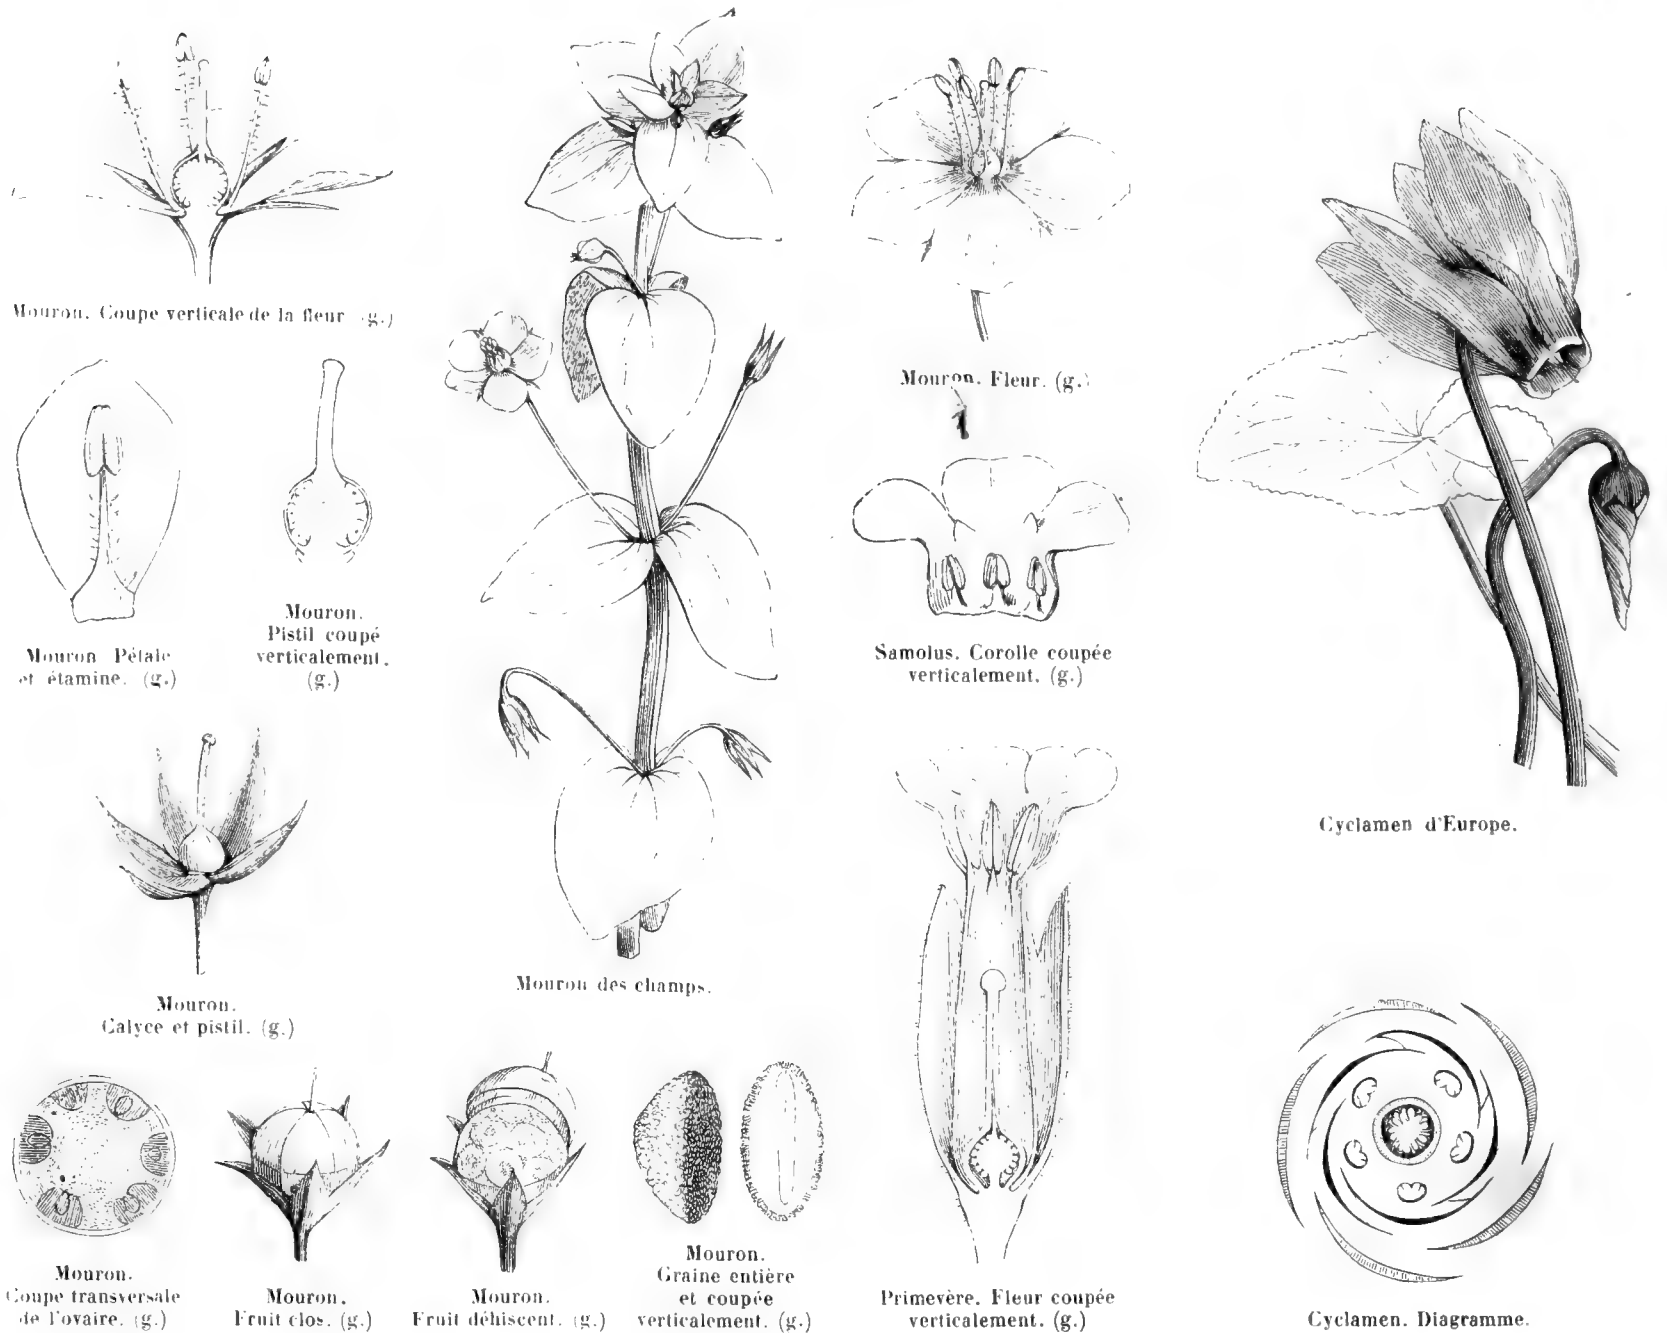 Mouron. Coupe verticale de la fleur (g.)
Mouron. Fleur. (g.)
Mouron Pétale
et étamine. (g.)
Mouron.
Pistil coupé
verticalement.
(g.)
Samolus. Corolle coupée
verticalement. (g.)
Cyclamen d'Europe.
Mouron.
Calyce et pistil. (g.)
Mouron des champs.
Mouron.
Coupe transversale
de l'ovaire. (g.)
Mouron.
Fruit clos. (g.)
Mouron.
Fruit déhiscent. (g.)
Mouron.
Graine entière
et coupée
verticalement. (g.)
Primevère. Fleur coupée
verticalement. (g.)
Cyclamen. Diagramme.